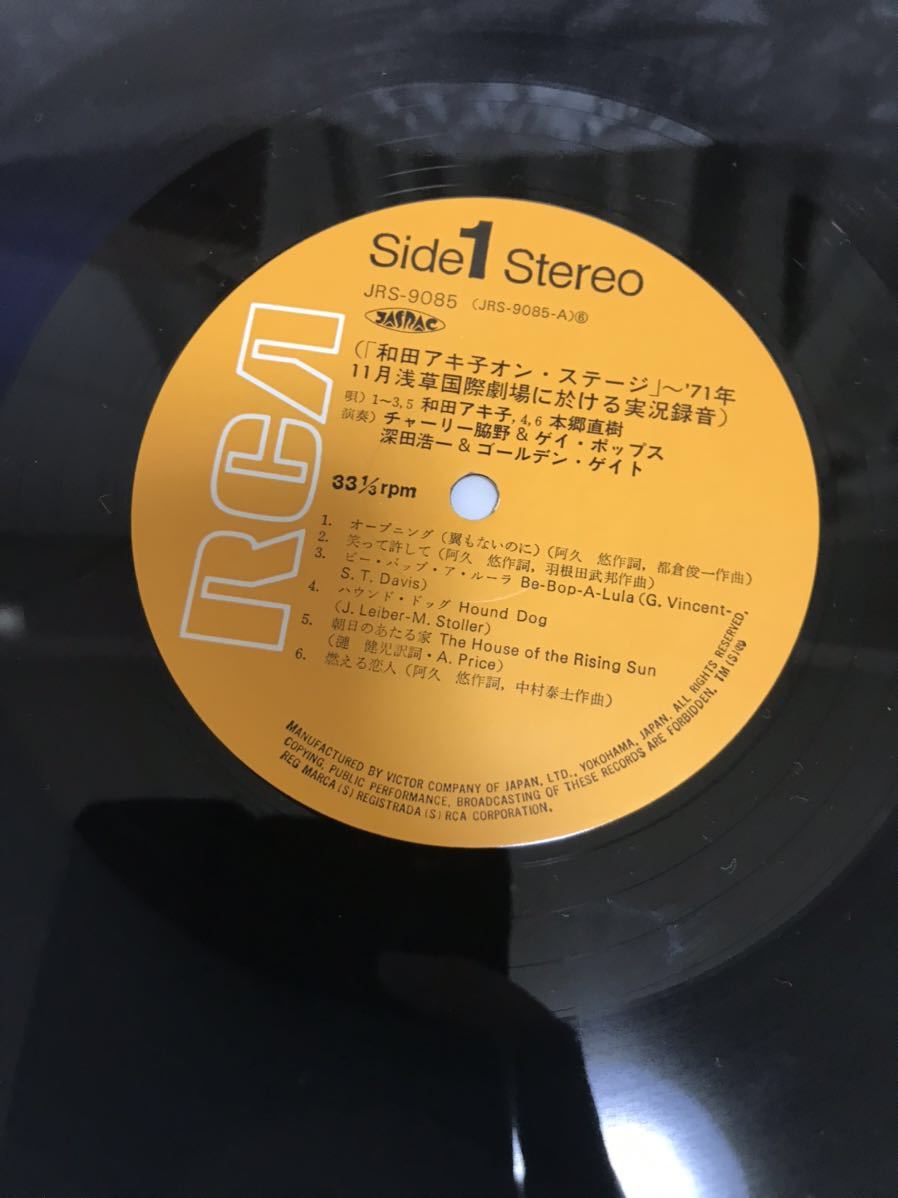 Side 1 Stereo
JRS-9085 (JRS-9085-A)⑥
JASRAC
(「和田アキ子オン・ステージ」〜'71年
11月浅草国際劇場に於ける実況録音)
唄) 1~3, 5 和田アキ子, 4, 6 本郷直樹
演奏) チャーリー脇野 & ゲイ・ポップス
深田浩一 & ゴールデン・ゲイト
33 1/3 rpm
1. オープニング (翼もないのに) (阿久 悠作詞, 都倉俊一作曲)
2. 笑って許して (阿久 悠作詞, 羽根田武邦作曲)
3. ビー・バップ・ア・ルーラ Be-Bop-A-Lula (G. Vincent-
S. T. Davis)
4. ハウンド・ドッグ Hound Dog
(J. Leiber-M. Stoller)
5. 朝日のあたる家 The House of the Rising Sun
(漣 健児訳詞・A. Price)
6. 燃える恋人 (阿久 悠作詞, 中村泰士作曲)
RCA
MANUFACTURED BY VICTOR COMPANY OF JAPAN, LTD., YOKOHAMA, JAPAN. ALL RIGHTS RESERVED.
COPYING, PUBLIC PERFORMANCE, BROADCASTING OF THESE RECORDS ARE FORBIDDEN. TM (S)®
REG MARCA (S) REGISTRADA (S) RCA CORPORATION.